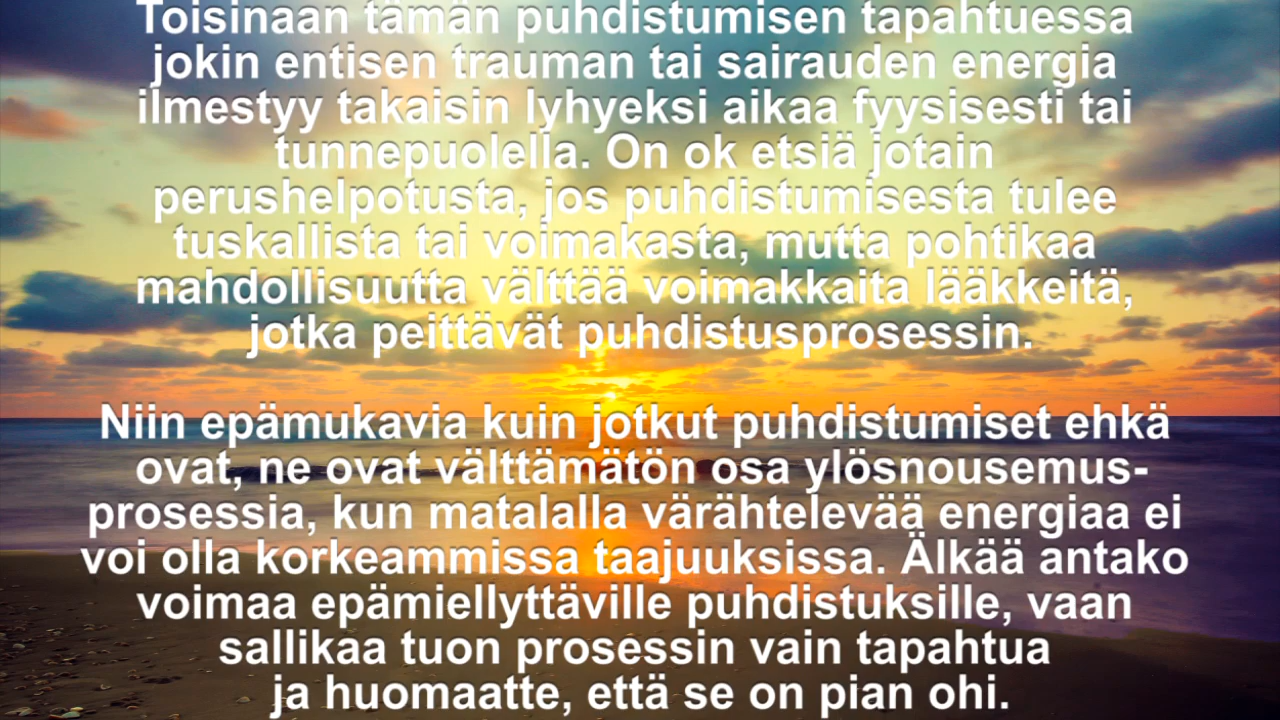 Toisinaan tämän puhdistumisen tapahtuessa
jokin entisen trauman tai sairauden energia
ilmestyy takaisin lyhyeksi aikaa fyysisesti tai
tunnepuolella. On ok etsiä jotain
perushelpotusta, jos puhdistumisesta tulee
tuskallista tai voimakasta, mutta pohtikaa
mahdollisuutta välttää voimakkaita lääkkeitä,
jotka peittävät puhdistusprosessin.
Niin epämukavia kuin jotkut puhdistumiset ehkä
ovat, ne ovat välttämätön osa ylösnousemus-
prosessia, kun matalalla värähtelevää energiaa ei
voi olla korkeammissa taajuuksissa. Älkää antako
voimaa epämiellyttäville puhdistuksille, vaan
sallikaa tuon prosessin vain tapahtua
ja huomaatte, että se on pian ohi.